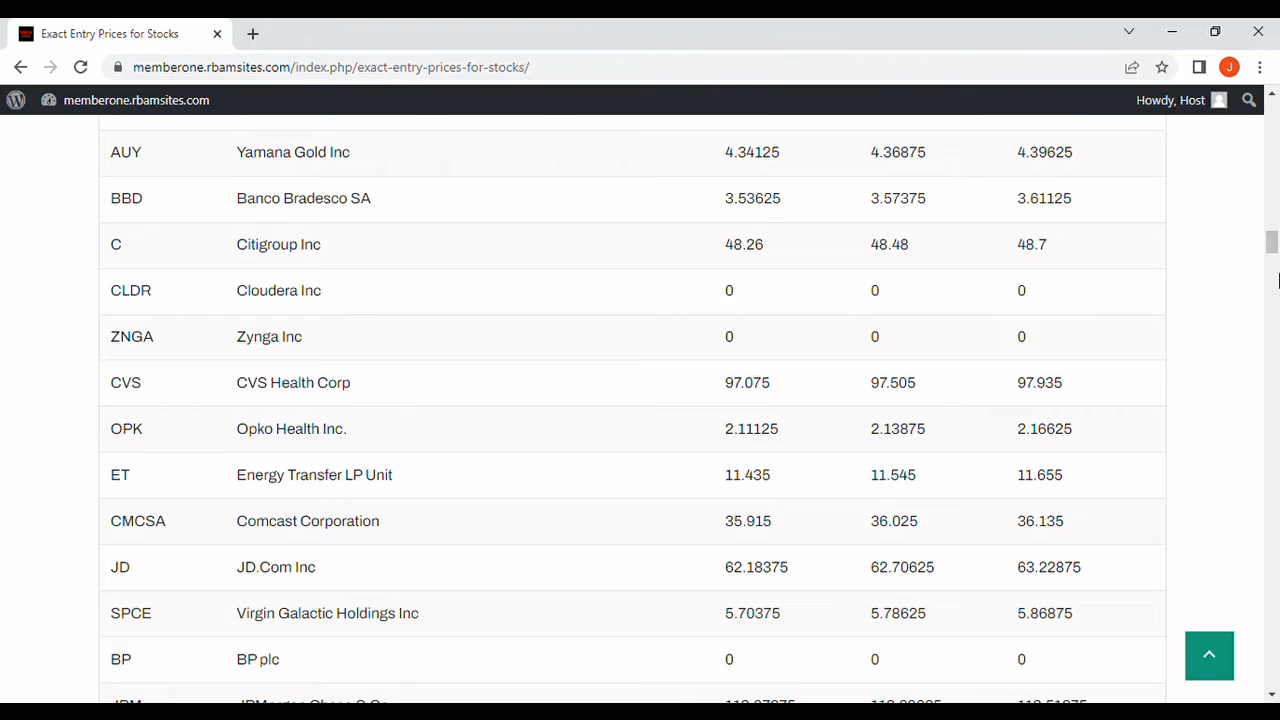 Exact Entry Prices for Stocks
memberone.rbamsites.com/index.php/exact-entry-prices-for-stocks/
J
memberone.rbamsites.com
Howdy, Host
AUY Yamana Gold Inc 4.34125 4.36875 4.39625
BBD Banco Bradesco SA 3.53625 3.57375 3.61125
C Citigroup Inc 48.26 48.48 48.7
CLDR Cloudera Inc 0 0 0
ZNGA Zynga Inc 0 0 0
CVS CVS Health Corp 97.075 97.505 97.935
OPK Opko Health Inc. 2.11125 2.13875 2.16625
ET Energy Transfer LP Unit 11.435 11.545 11.655
CMCSA Comcast Corporation 35.915 36.025 36.135
JD JD.Com Inc 62.18375 62.70625 63.22875
SPCE Virgin Galactic Holdings Inc 5.70375 5.78625 5.86875
BP BP plc 0 0 0